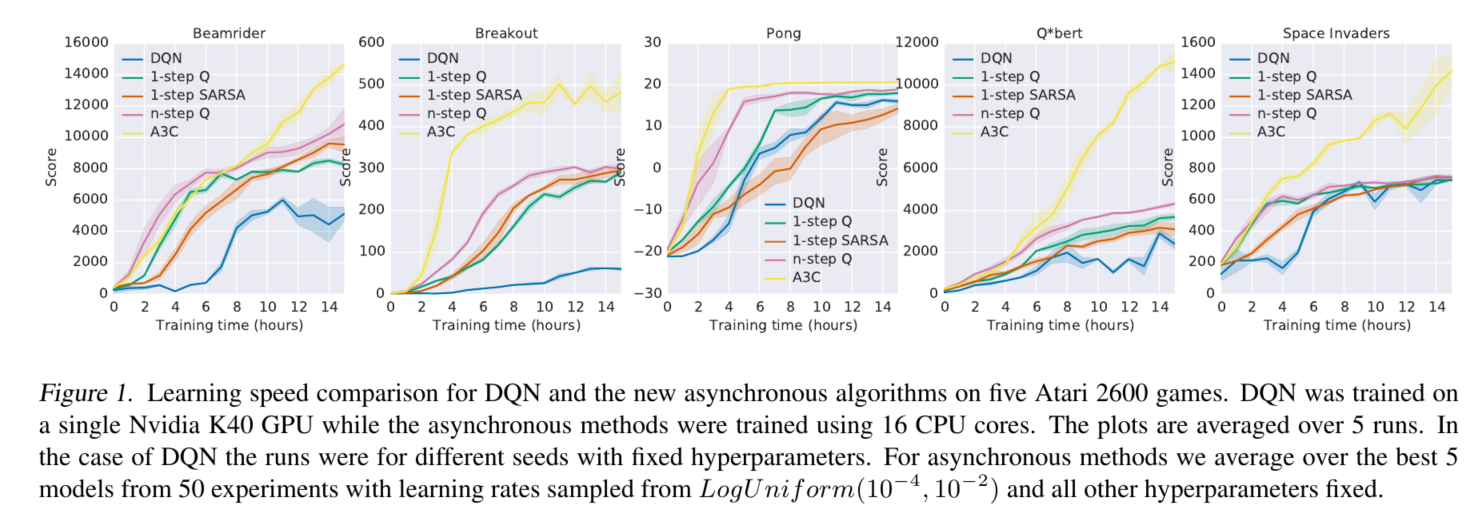 Beamrider
16000
14000
12000
10000
8000
6000
4000
2000
0
Score
DQN
1-step Q
1-step SARSA
n-step Q
A3C
0 2 4 6 8 10 12 14
Training time (hours)
Breakout
600
500
400
300
200
100
0
Score
DQN
1-step Q
1-step SARSA
n-step Q
A3C
0 2 4 6 8 10 12 14
Training time (hours)
Pong
30
20
10
0
−10
−20
−30
Score
DQN
1-step Q
1-step SARSA
n-step Q
A3C
0 2 4 6 8 10 12 14
Training time (hours)
Q*bert
12000
10000
8000
6000
4000
2000
0
Score
DQN
1-step Q
1-step SARSA
n-step Q
A3C
0 2 4 6 8 10 12 14
Training time (hours)
Space Invaders
1600
1400
1200
1000
800
600
400
200
0
DQN
1-step Q
1-step SARSA
n-step Q
A3C
0 2 4 6 8 10 12 14
Training time (hours)
Figure 1. Learning speed comparison for DQN and the new asynchronous algorithms on five Atari 2600 games. DQN was trained on
a single Nvidia K40 GPU while the asynchronous methods were trained using 16 CPU cores. The plots are averaged over 5 runs. In
the case of DQN the runs were for different seeds with fixed hyperparameters. For asynchronous methods we average over the best 5
models from 50 experiments with learning rates sampled from LogUniform(10⁻⁴, 10⁻²) and all other hyperparameters fixed.